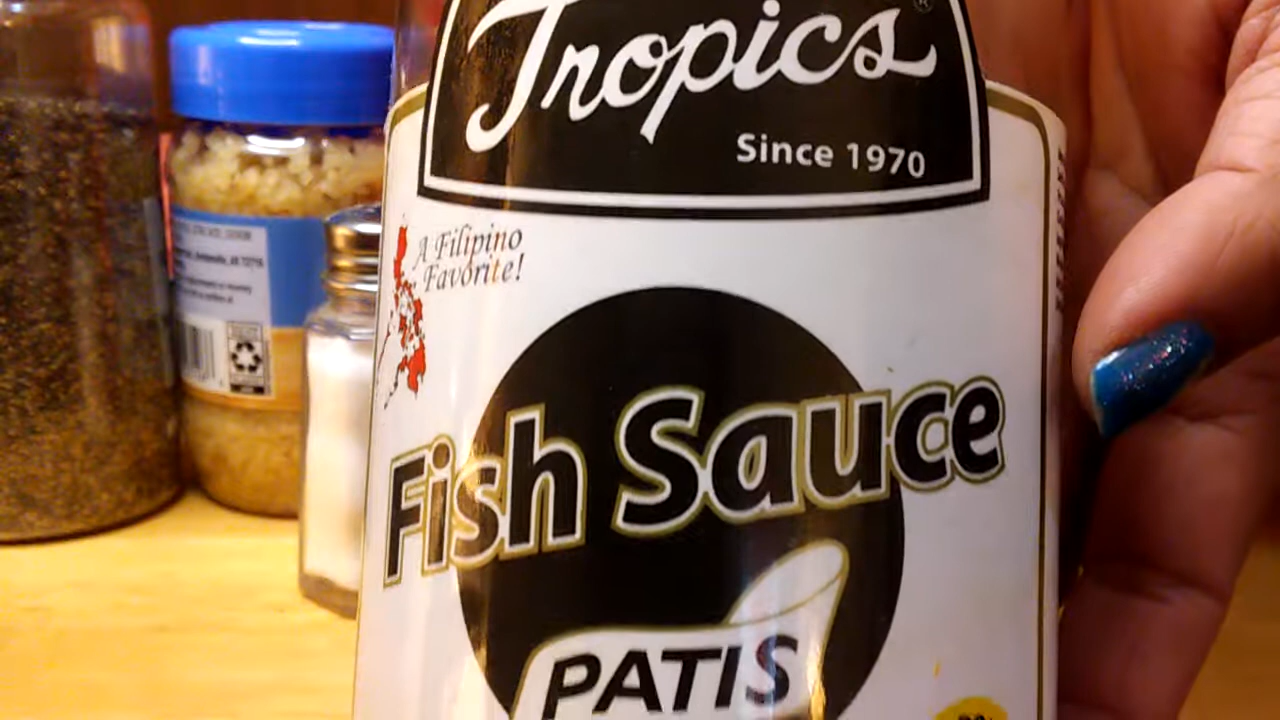 Tropics®
Since 1970
A Filipino
Favorite!
Fish Sauce
PATIS